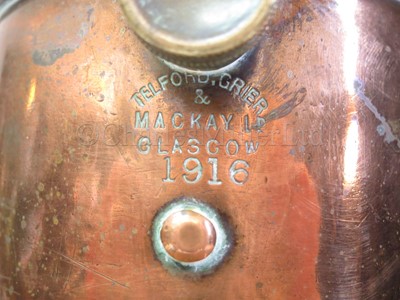 TELFORD, GRIER
&
MACKAY LD
GLASGOW
1916